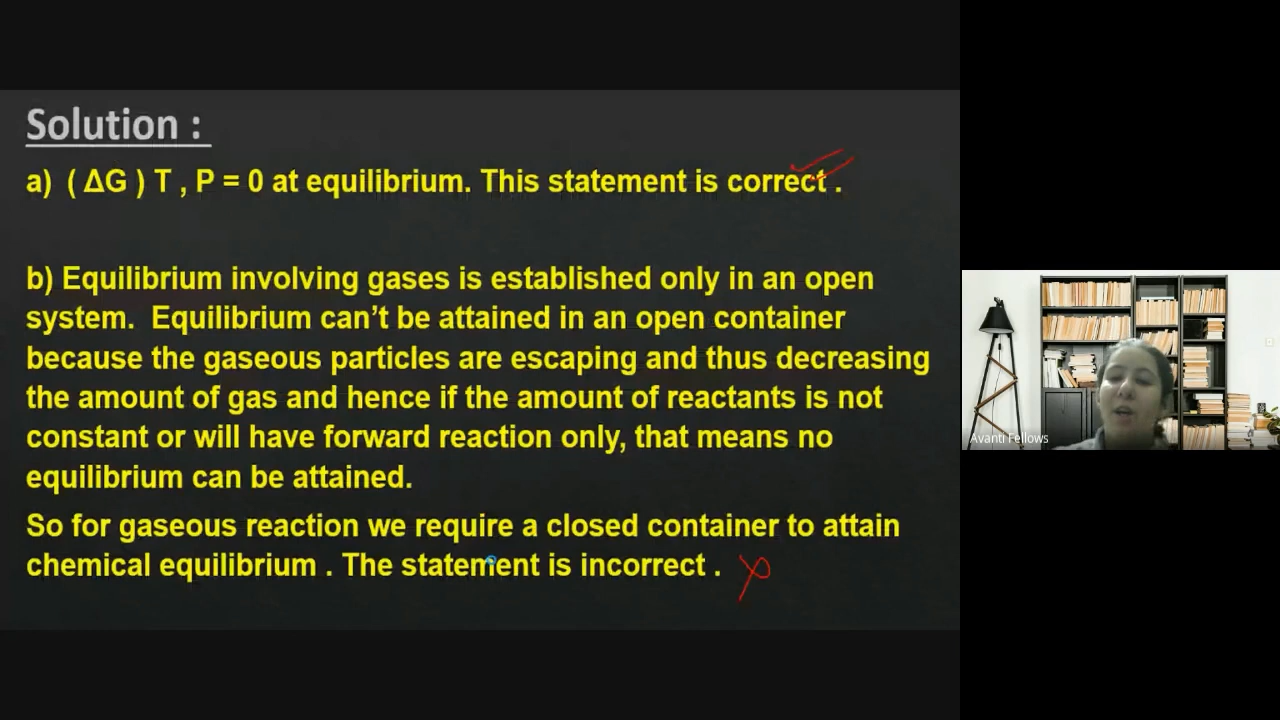 Solution :
a) ( ΔG ) T , P = 0 at equilibrium. This statement is correct .
b) Equilibrium involving gases is established only in an open
system. Equilibrium can’t be attained in an open container
because the gaseous particles are escaping and thus decreasing
the amount of gas and hence if the amount of reactants is not
constant or will have forward reaction only, that means no
equilibrium can be attained.
So for gaseous reaction we require a closed container to attain
chemical equilibrium . The statement is incorrect .
Avanti Fellows